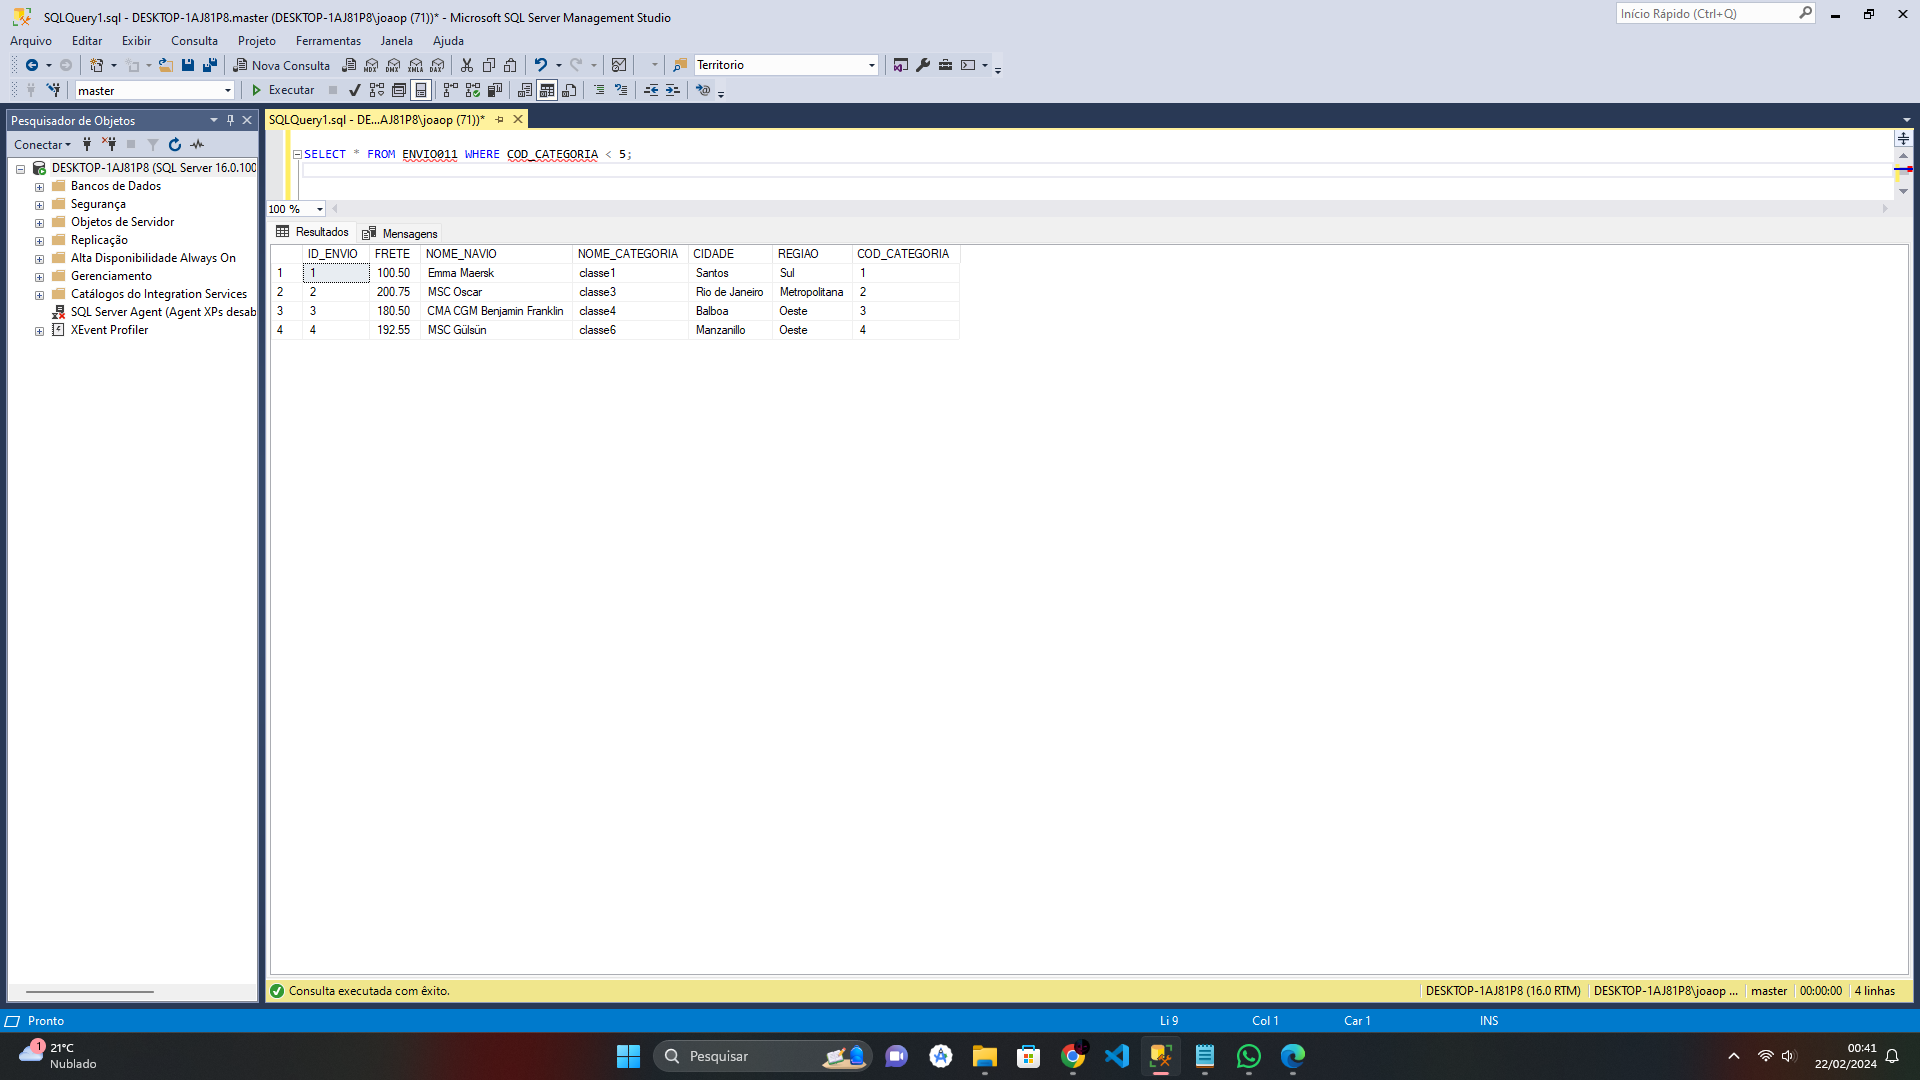 SQLQuery1.sql - DESKTOP-1AJ81P8.master (DESKTOP-1AJ81P8\joaop (71))* - Microsoft SQL Server Management Studio
Início Rápido (Ctrl+Q)
Arquivo Editar Exibir Consulta Projeto Ferramentas Janela Ajuda
Nova Consulta MDX DMX XMLA DAX Territorio
master Executar
Pesquisador de Objetos
SQLQuery1.sql - DE...AJ81P8\joaop (71))*
Conectar
DESKTOP-1AJ81P8 (SQL Server 16.0.100
Bancos de Dados
Segurança
Objetos de Servidor
Replicação
Alta Disponibilidade Always On
Gerenciamento
Catálogos do Integration Services
SQL Server Agent (Agent XPs desab
XEvent Profiler
SELECT * FROM ENVIO011 WHERE COD_CATEGORIA < 5;
100 %
Resultados Mensagens
ID_ENVIO FRETE NOME_NAVIO NOME_CATEGORIA CIDADE REGIAO COD_CATEGORIA
1 1 100.50 Emma Maersk classe1 Santos Sul 1
2 2 200.75 MSC Oscar classe3 Rio de Janeiro Metropolitana 2
3 3 180.50 CMA CGM Benjamin Franklin classe4 Balboa Oeste 3
4 4 192.55 MSC Gülsün classe6 Manzanillo Oeste 4
Consulta executada com êxito.
DESKTOP-1AJ81P8 (16.0 RTM) DESKTOP-1AJ81P8\joaop ... master 00:00:00 4 linhas
Pronto Li 9 Col 1 Car 1 INS
1
21°C
Nublado
Pesquisar
00:41
22/02/2024